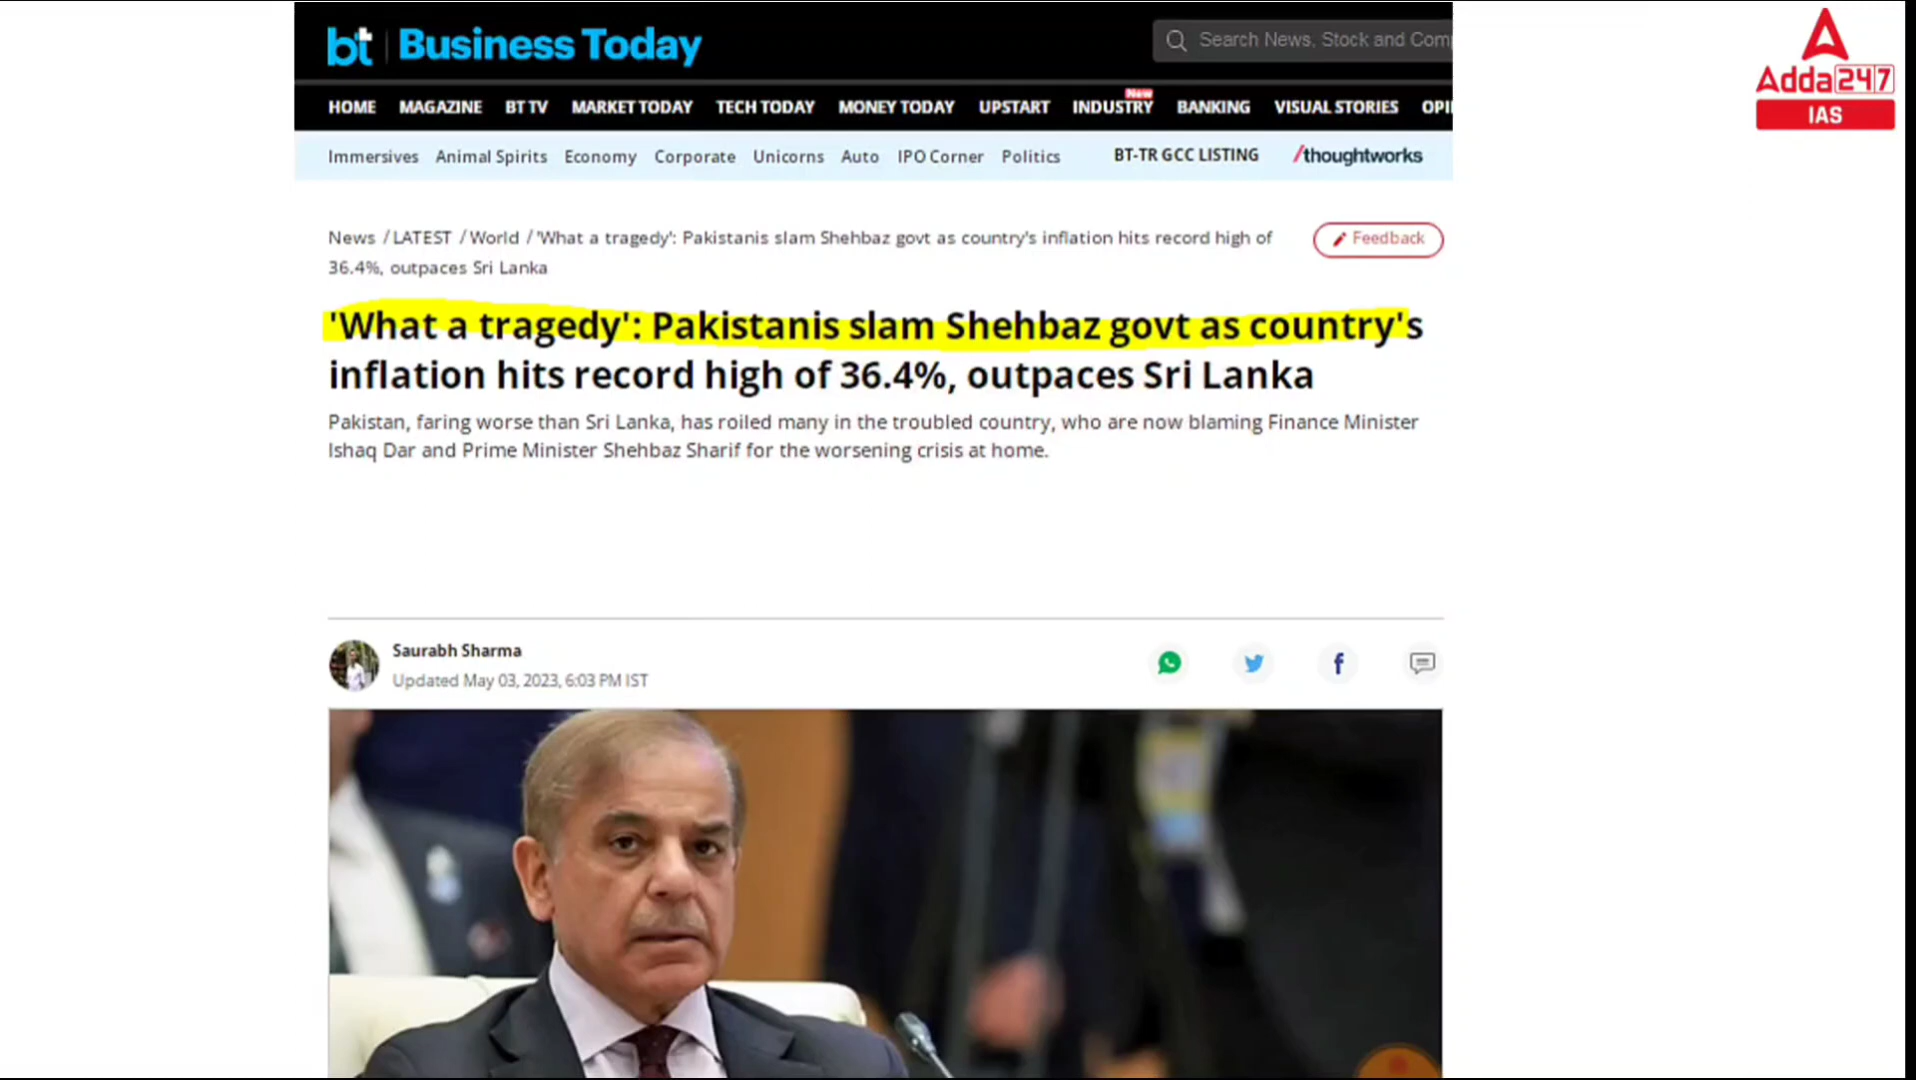 bt Business Today
Search News, Stock and Com
Adda247
IAS
HOME MAGAZINE BT TV MARKET TODAY TECH TODAY MONEY TODAY UPSTART INDUSTRY New BANKING VISUAL STORIES OPI
Immersives Animal Spirits Economy Corporate Unicorns Auto IPO Corner Politics BT-TR GCC LISTING /thoughtworks
News / LATEST / World / 'What a tragedy': Pakistanis slam Shehbaz govt as country's inflation hits record high of
36.4%, outpaces Sri Lanka
Feedback
'What a tragedy': Pakistanis slam Shehbaz govt as country's
inflation hits record high of 36.4%, outpaces Sri Lanka
Pakistan, faring worse than Sri Lanka, has roiled many in the troubled country, who are now blaming Finance Minister
Ishaq Dar and Prime Minister Shehbaz Sharif for the worsening crisis at home.
Saurabh Sharma
Updated May 03, 2023, 6:03 PM IST